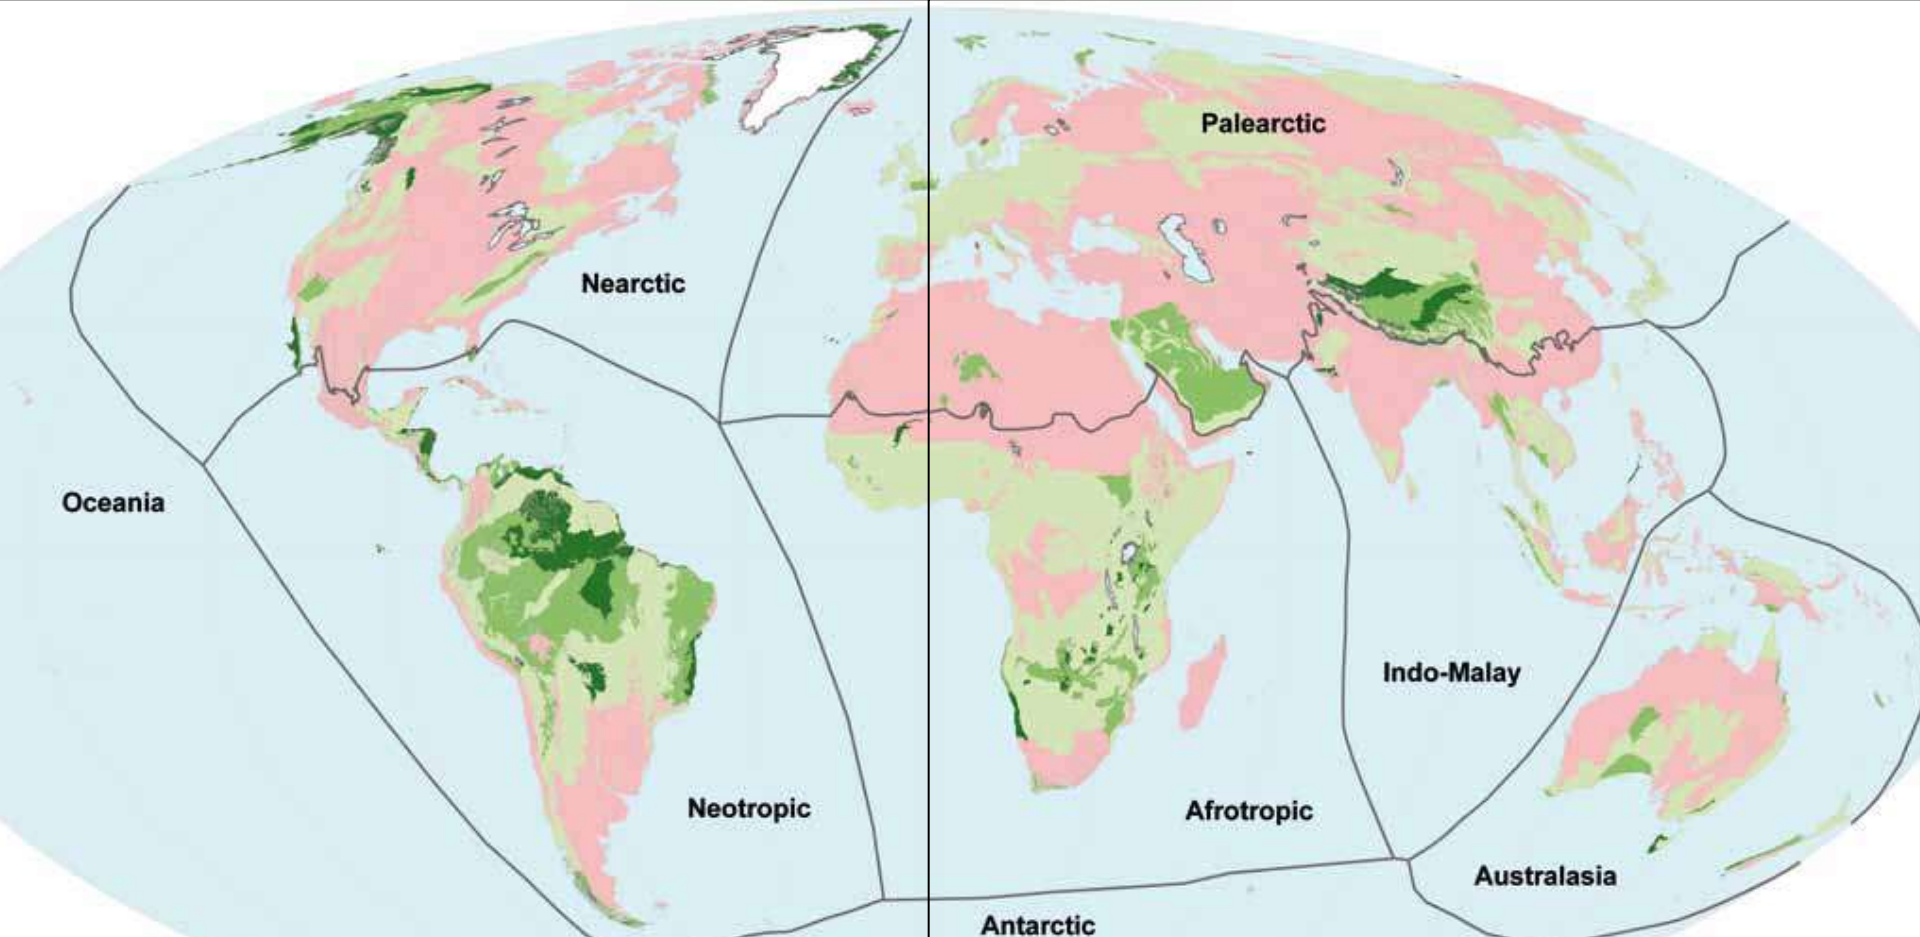 Palearctic
Nearctic
Oceania
Indo-Malay
Neotropic
Afrotropic
Australasia
Antarctic